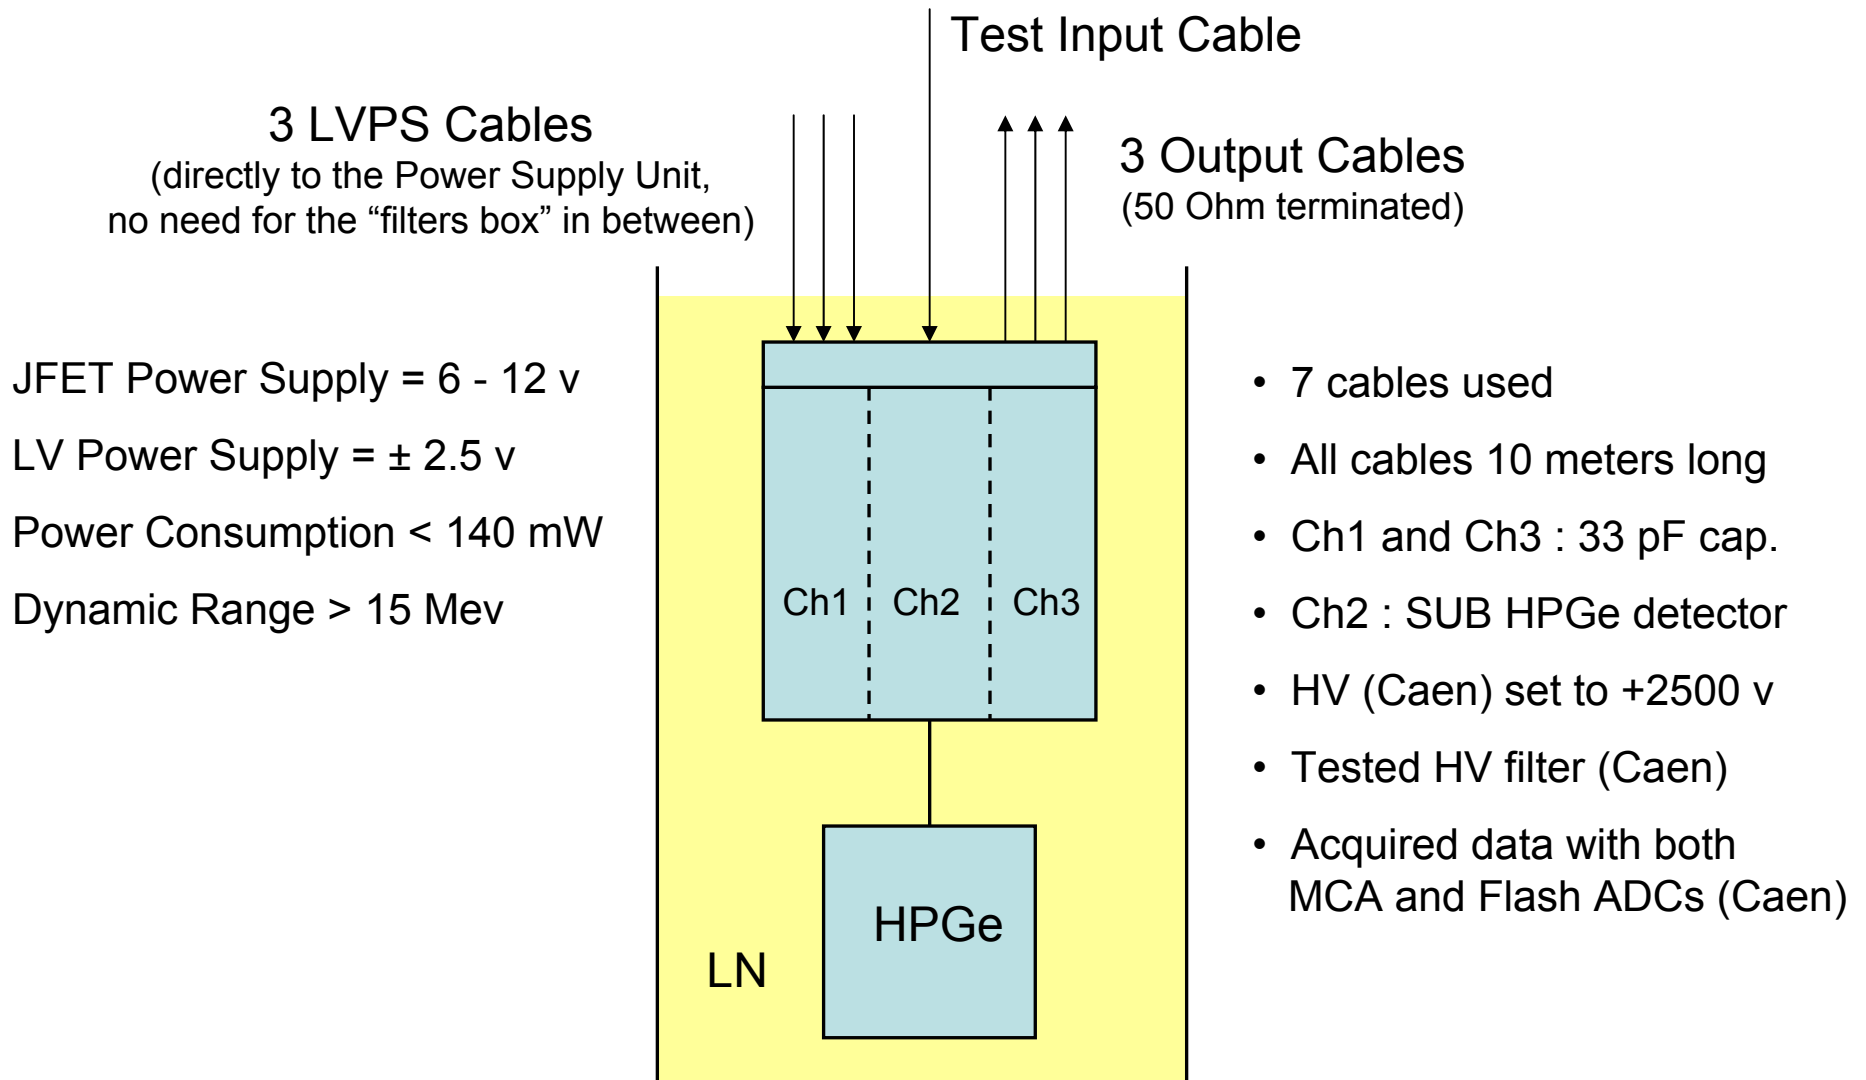 Test Input Cable
3 LVPS Cables
(directly to the Power Supply Unit,
no need for the “filters box” in between)
3 Output Cables
(50 Ohm terminated)
JFET Power Supply = 6 - 12 v
LV Power Supply = ± 2.5 v
Power Consumption < 140 mW
Dynamic Range > 15 Mev
Ch1
Ch2
Ch3
HPGe
LN
• 7 cables used
• All cables 10 meters long
• Ch1 and Ch3 : 33 pF cap.
• Ch2 : SUB HPGe detector
• HV (Caen) set to +2500 v
• Tested HV filter (Caen)
• Acquired data with both
MCA and Flash ADCs (Caen)